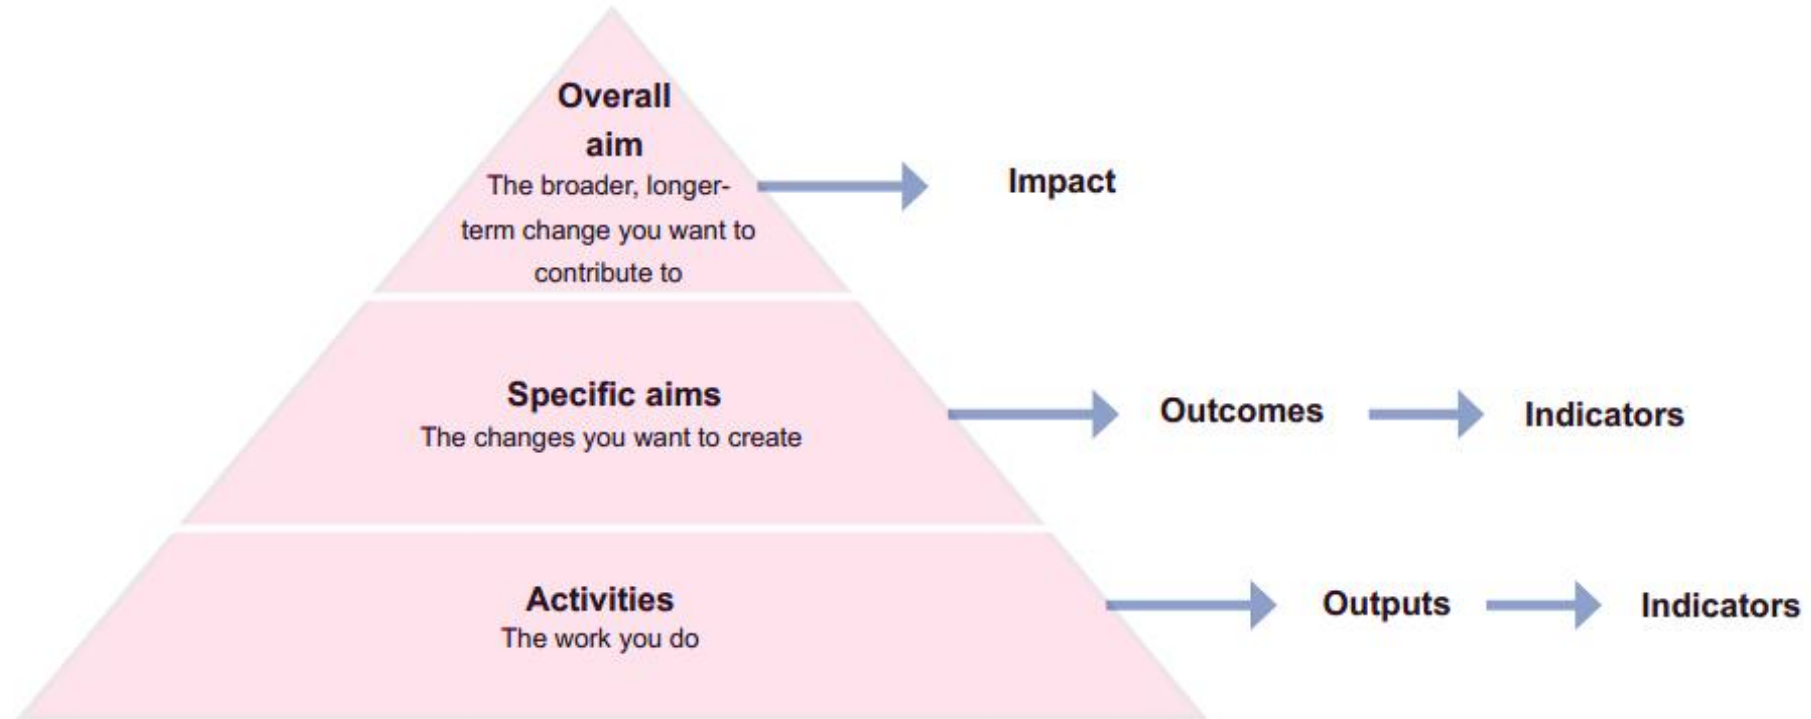 Overall
aim
The broader, longer-
term change you want to
contribute to
Impact
Specific aims
The changes you want to create
Outcomes
Indicators
Activities
The work you do
Outputs
Indicators